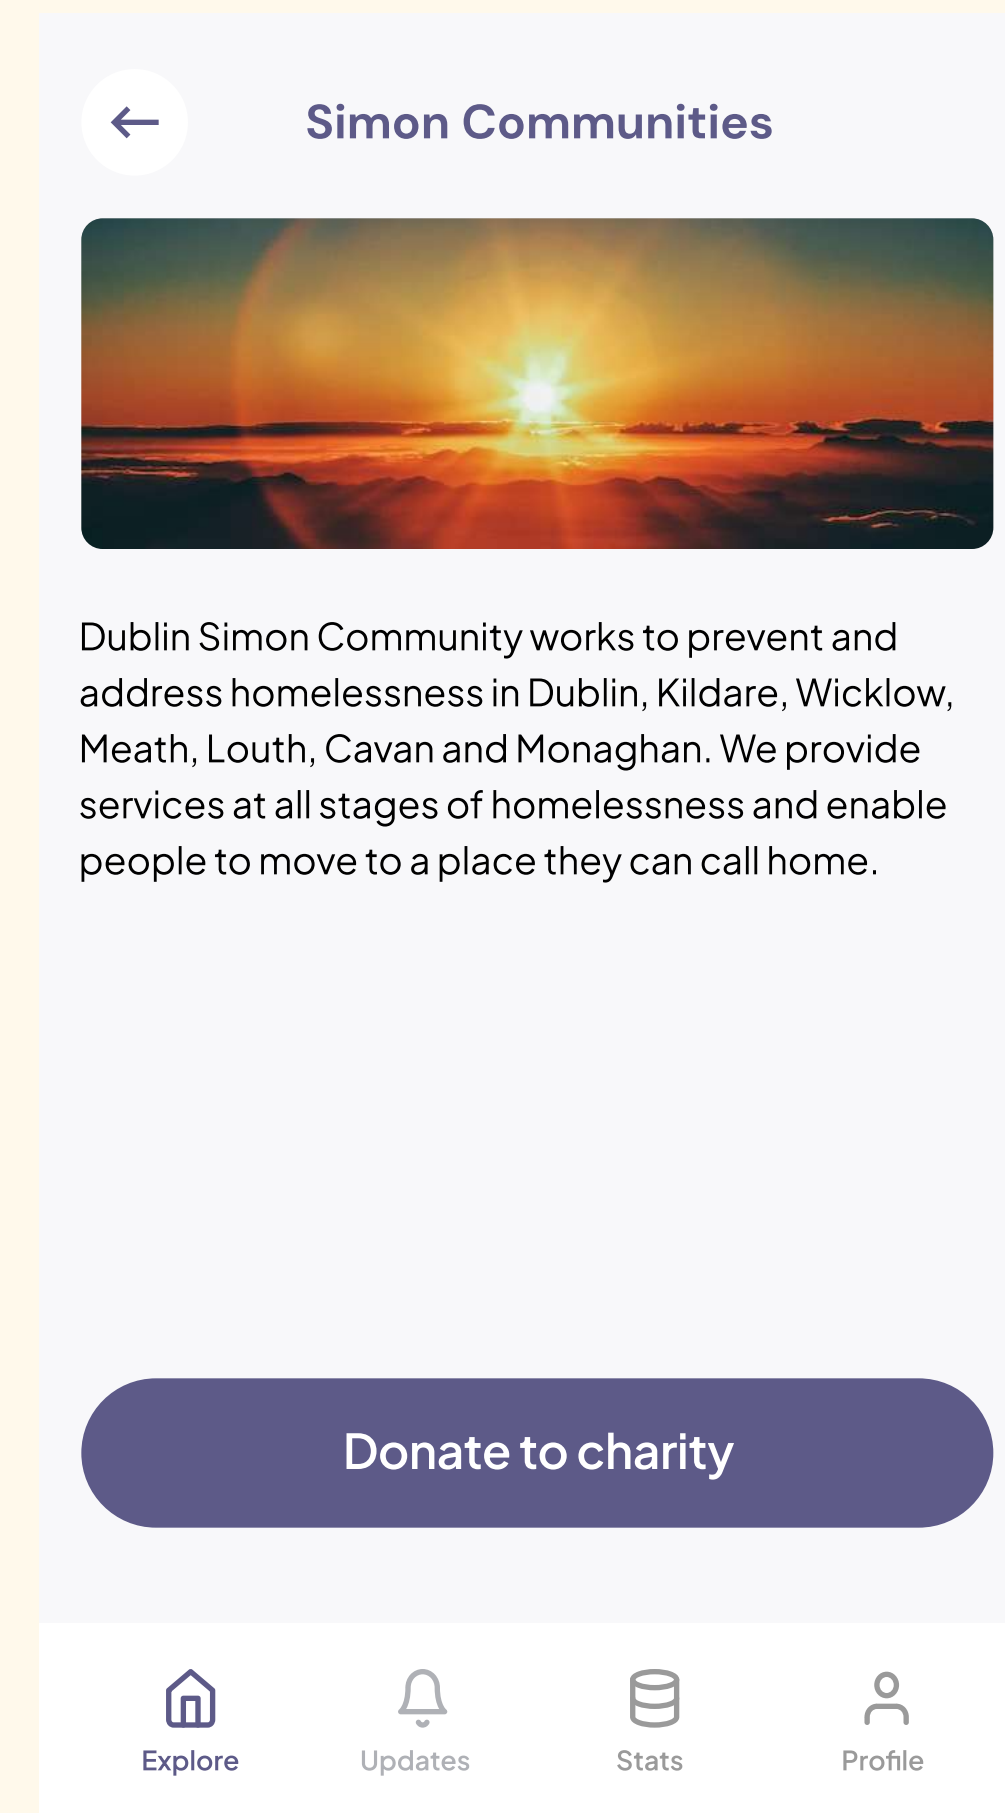 Simon Communities
Dublin Simon Community works to prevent and
address homelessness in Dublin, Kildare, Wicklow,
Meath, Louth, Cavan and Monaghan. We provide
services at all stages of homelessness and enable
people to move to a place they can call home.
Donate to charity
Explore Updates Stats Profile